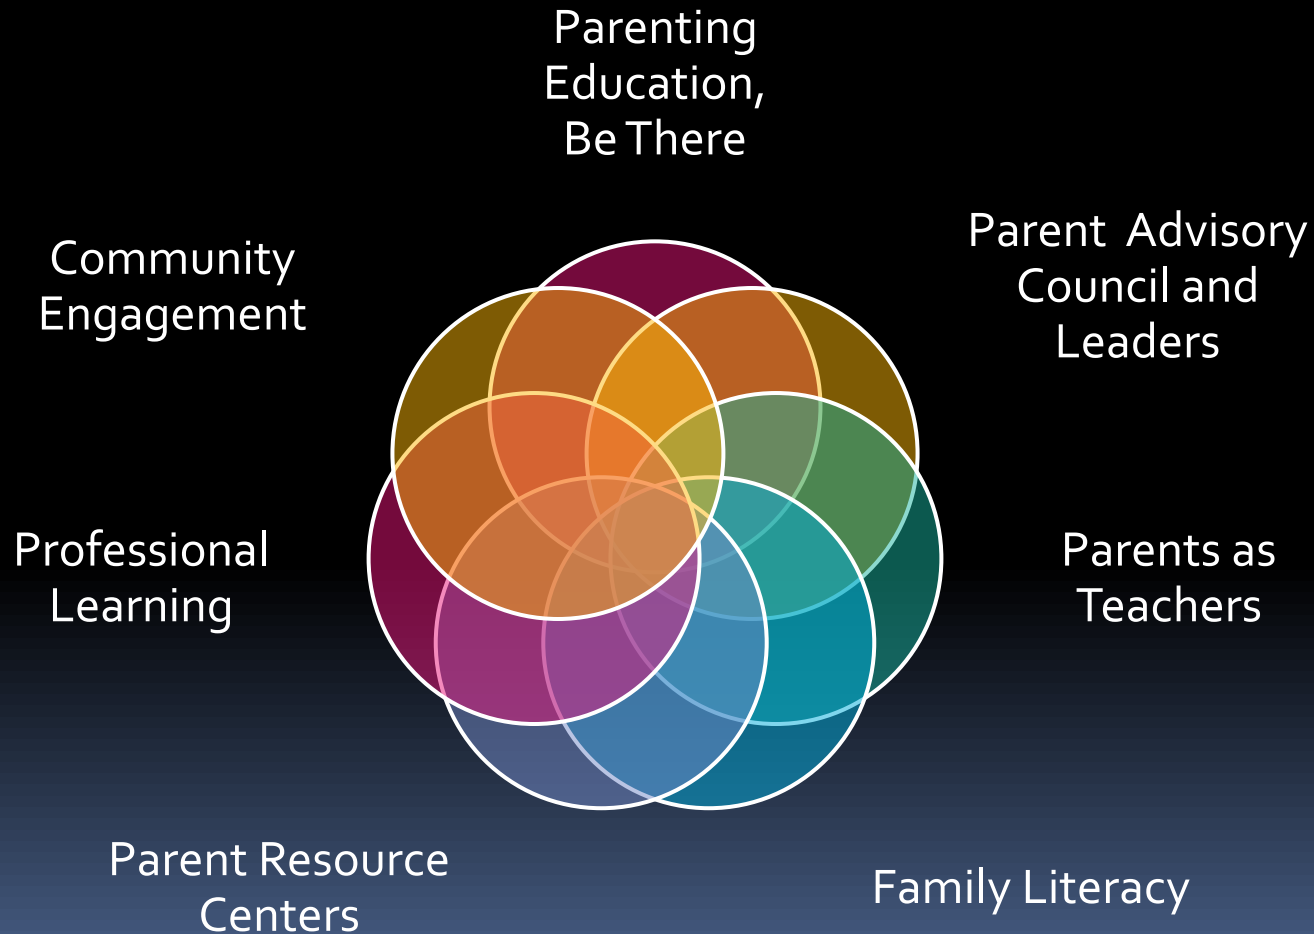 Parenting
Education,
Be There
Community
Engagement
Parent Advisory
Council and
Leaders
Professional
Learning
Parents as
Teachers
Parent Resource
Centers
Family Literacy